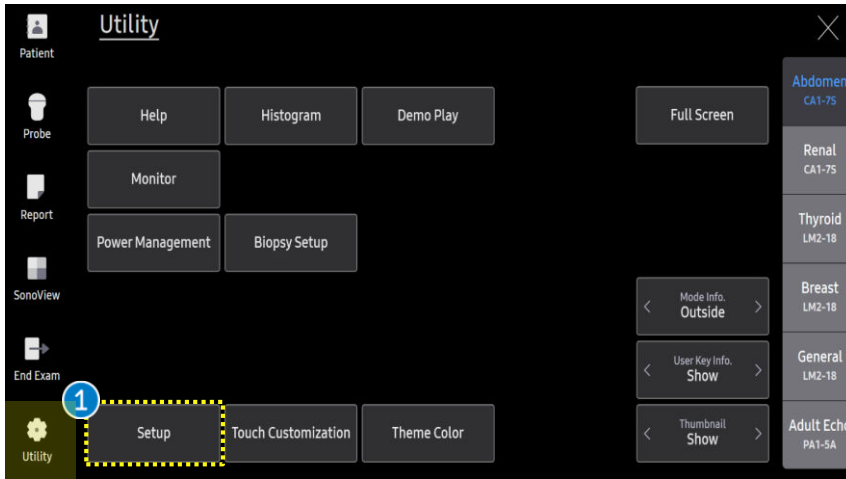 Utility
Patient
Probe
Report
SonoView
End Exam
1
Utility
Help
Histogram
Demo Play
Full Screen
Monitor
Power Management
Biopsy Setup
Mode Info.
Outside
User Key Info.
Show
Setup
Touch Customization
Theme Color
Thumbnail
Show
Abdomen
CA1-7S
Renal
CA1-7S
Thyroid
LM2-18
Breast
LM2-18
General
LM2-18
Adult Echo
PA1-5A